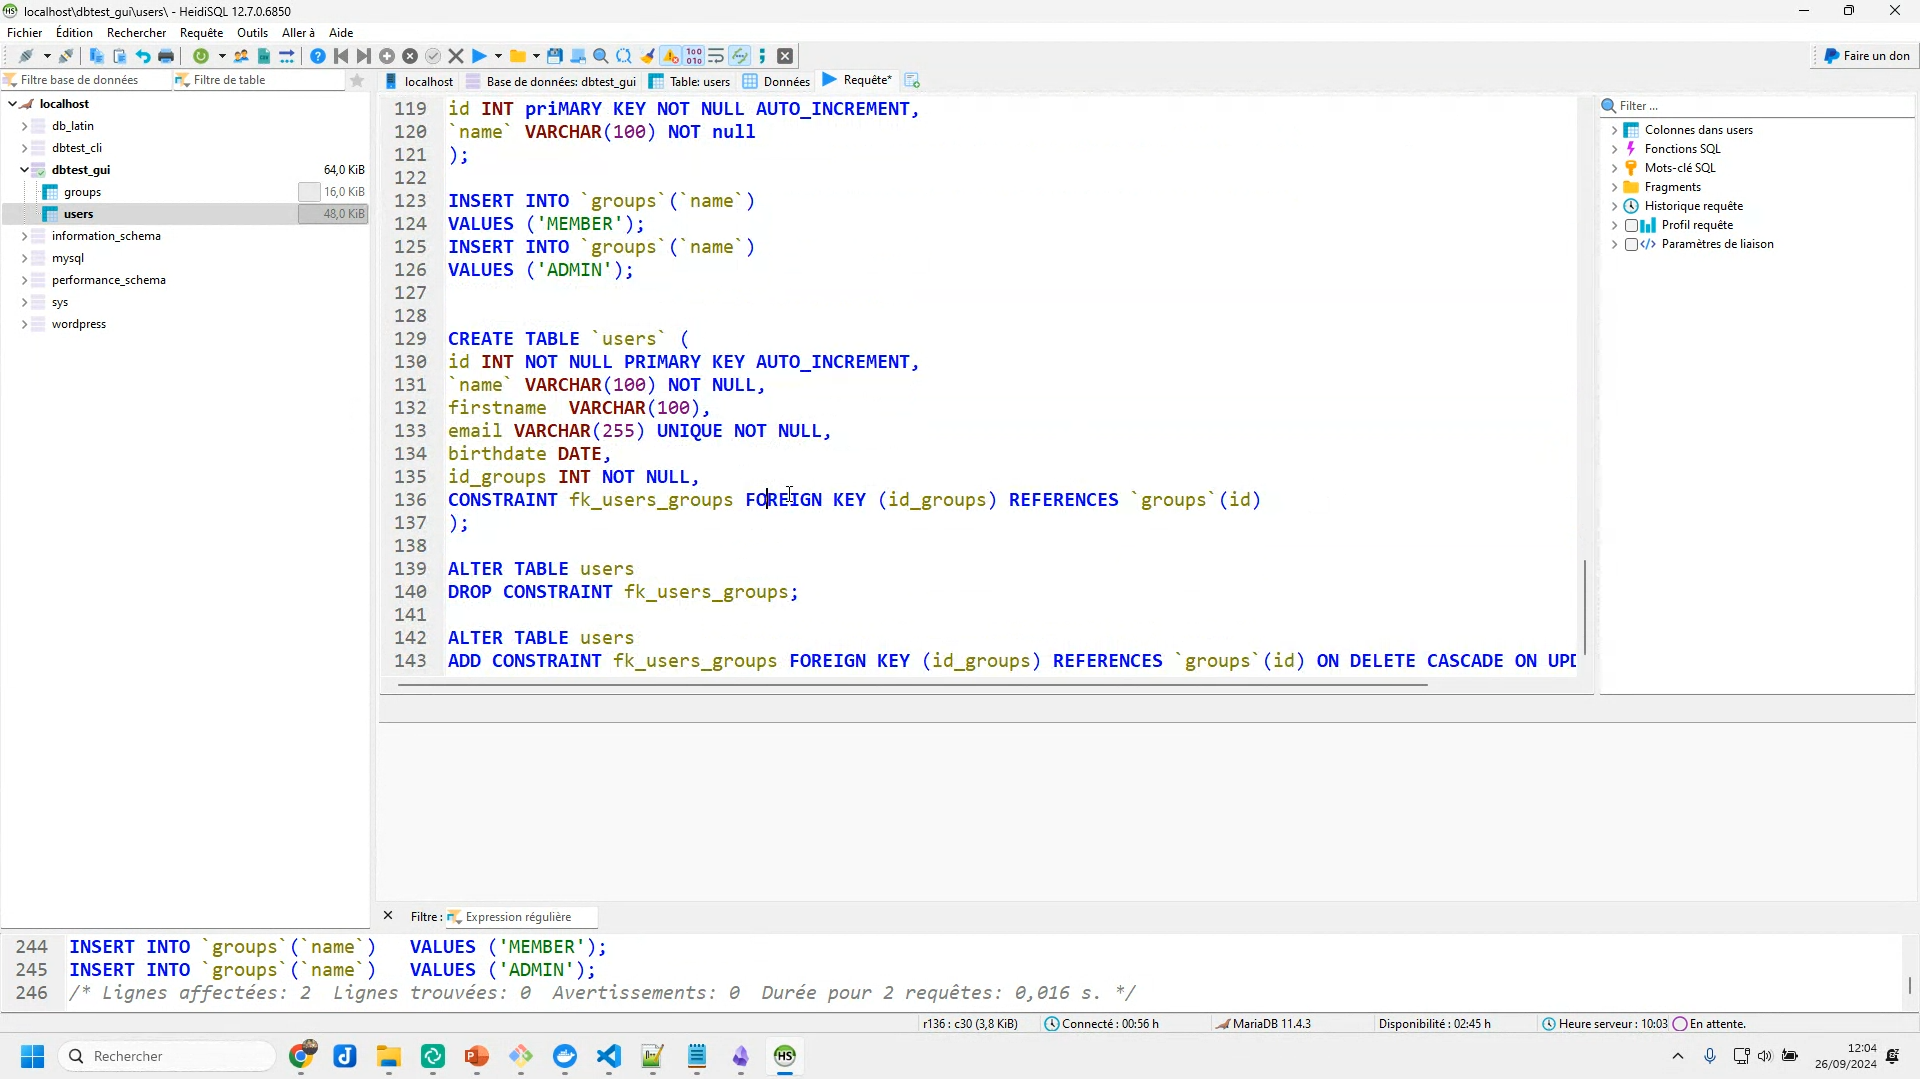 localhost\dbtest_gui\users\ - HeidiSQL 12.7.0.6850
Fichier Édition Rechercher Requête Outils Aller à Aide
Faire un don
Filtre base de données Filtre de table
localhost Base de données: dbtest_gui Table: users Données Requête*
localhost
db_latin
dbtest_cli
dbtest_gui 64,0 KiB
groups 16,0 KiB
users 48,0 KiB
information_schema
mysql
performance_schema
sys
wordpress
119 id INT priMARY KEY NOT NULL AUTO_INCREMENT,
120 `name` VARCHAR(100) NOT null
121 );
122
123 INSERT INTO `groups`(`name`)
124 VALUES ('MEMBER');
125 INSERT INTO `groups`(`name`)
126 VALUES ('ADMIN');
127
128
129 CREATE TABLE `users` (
130 id INT NOT NULL PRIMARY KEY AUTO_INCREMENT,
131 `name` VARCHAR(100) NOT NULL,
132 firstname VARCHAR(100),
133 email VARCHAR(255) UNIQUE NOT NULL,
134 birthdate DATE,
135 id_groups INT NOT NULL,
136 CONSTRAINT fk_users_groups FOREIGN KEY (id_groups) REFERENCES `groups`(id)
137 );
138
139 ALTER TABLE users
140 DROP CONSTRAINT fk_users_groups;
141
142 ALTER TABLE users
143 ADD CONSTRAINT fk_users_groups FOREIGN KEY (id_groups) REFERENCES `groups`(id) ON DELETE CASCADE ON UPD
Filter ...
Colonnes dans users
Fonctions SQL
Mots-clé SQL
Fragments
Historique requête
Profil requête
Paramètres de liaison
Filtre : Expression régulière
244 INSERT INTO `groups`(`name`) VALUES ('MEMBER');
245 INSERT INTO `groups`(`name`) VALUES ('ADMIN');
246 /* Lignes affectées: 2 Lignes trouvées: 0 Avertissements: 0 Durée pour 2 requêtes: 0,016 s. */
r136 : c30 (3,8 KiB) Connecté : 00:56 h MariaDB 11.4.3 Disponibilité : 02:45 h Heure serveur : 10:03 En attente.
Rechercher
12:04
26/09/2024